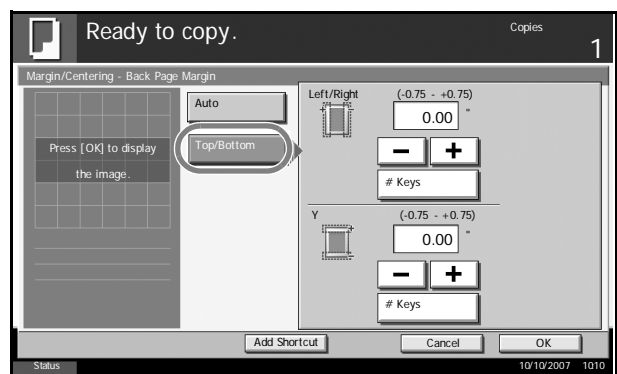 Ready to copy.
Copies
1
Margin/Centering - Back Page Margin
Press [OK] to display
the image.
Auto
Top/Bottom
Left/Right
(-0.75 - +0.75)
0.00 "
− +
# Keys
Y
(-0.75 - +0.75)
0.00 "
− +
# Keys
Add Shortcut
Cancel
OK
Status
10/10/2007 1010